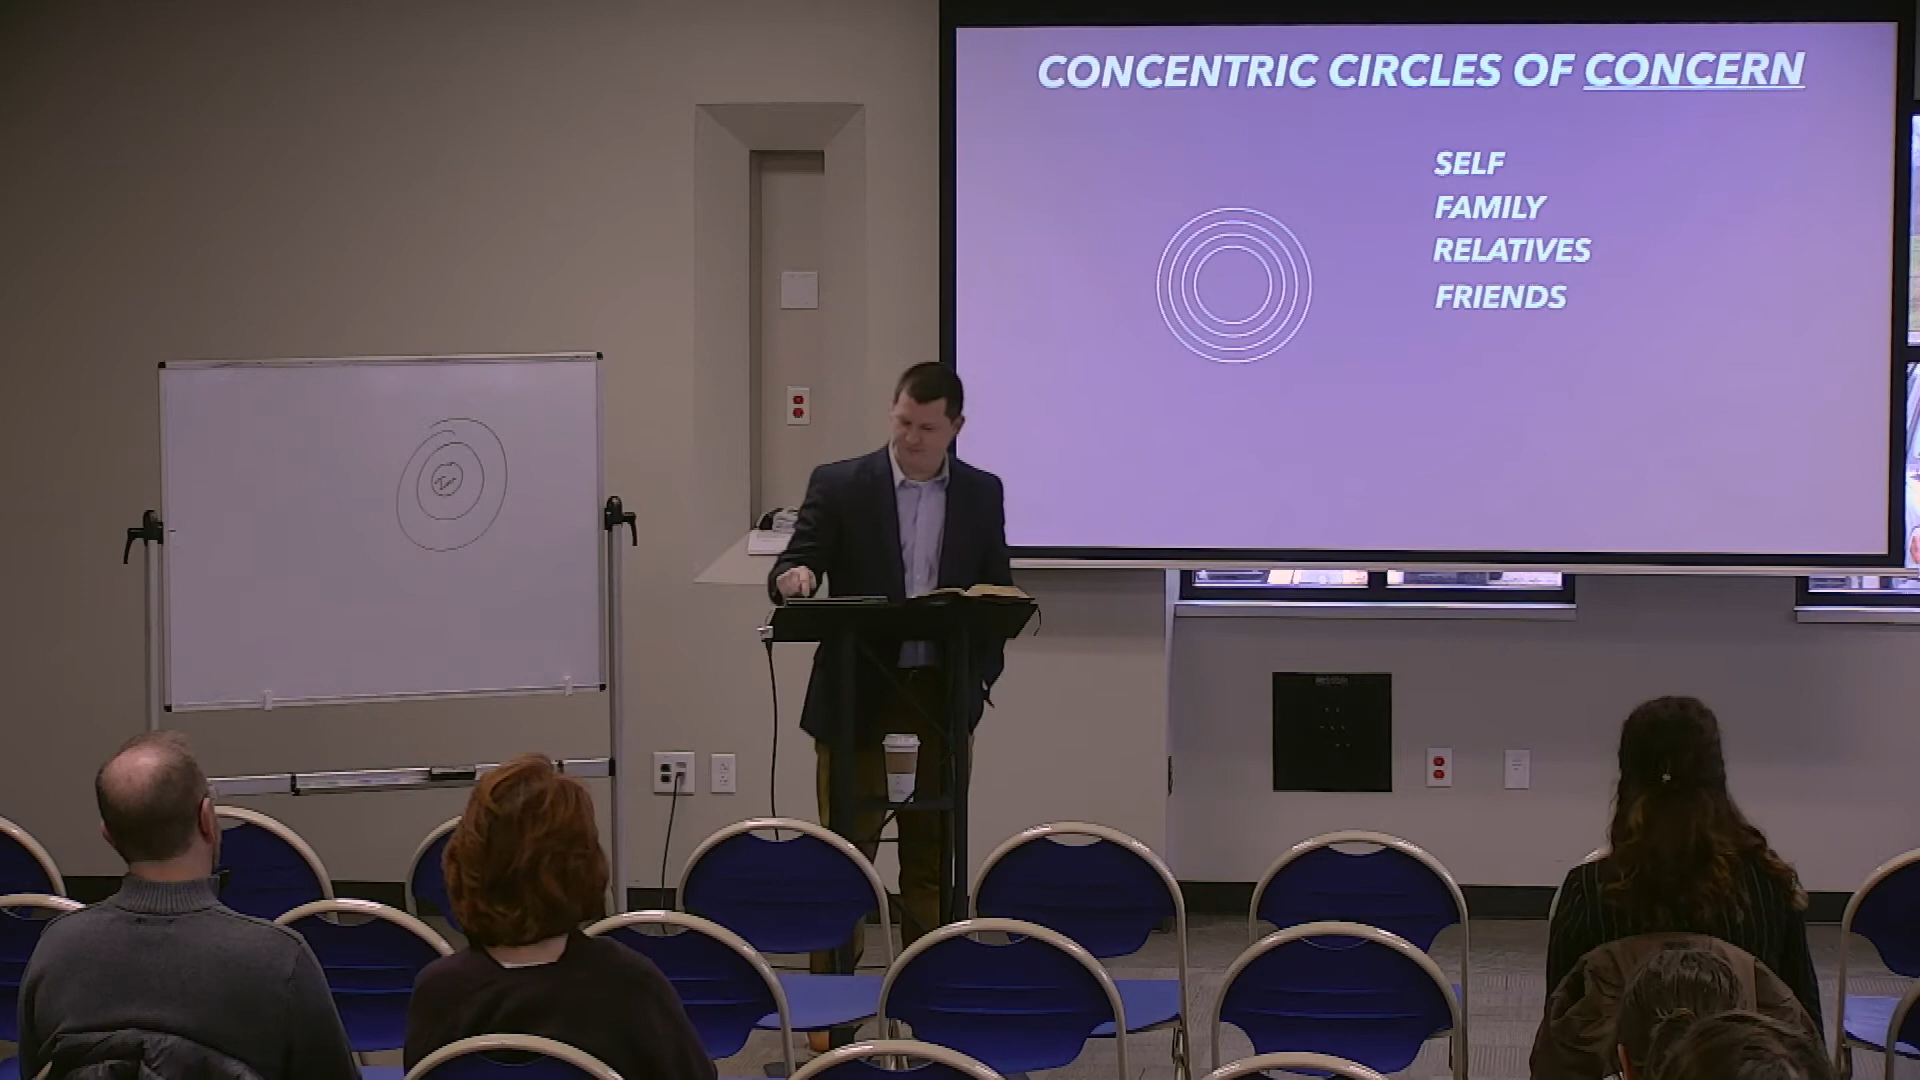 CONCENTRIC CIRCLES OF CONCERN
SELF
FAMILY
RELATIVES
FRIENDS